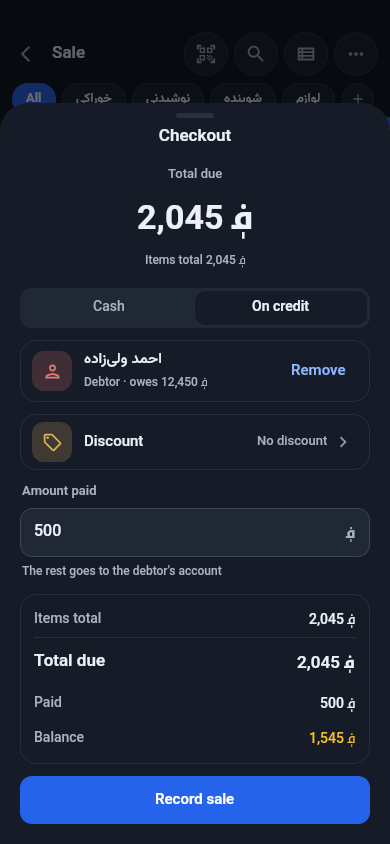 Sale
All
خوراکی
نوشیدنی
شوینده
لوازم
Checkout
Total due
2,045 ؋
Items total 2,045 ؋
Cash
On credit
احمد ولی‌زاده
Debtor · owes 12,450 ؋
Remove
Discount
No discount
Amount paid
500
؋
The rest goes to the debtor's account
Items total
2,045 ؋
Total due
2,045 ؋
Paid
500 ؋
Balance
1,545 ؋
Record sale